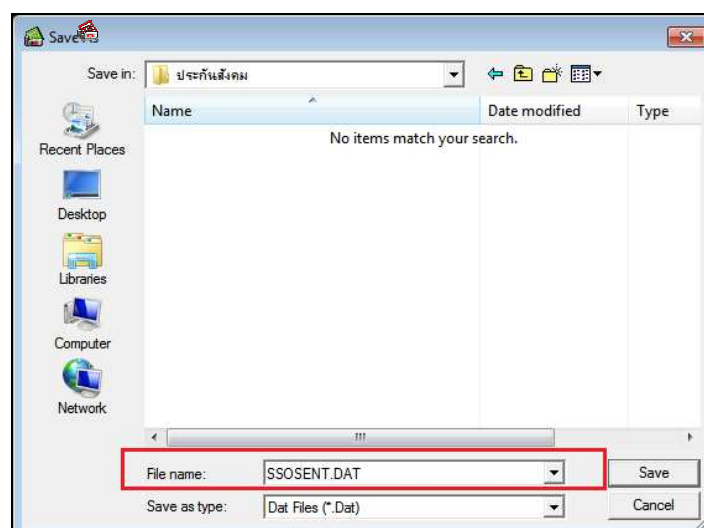 Save
Save in:
ประกันสังคม
Name
Date modified
Type
No items match your search.
Recent Places
Desktop
Libraries
Computer
Network
File name:
SSOSENT.DAT
Save
Save as type:
Dat Files (*.Dat)
Cancel